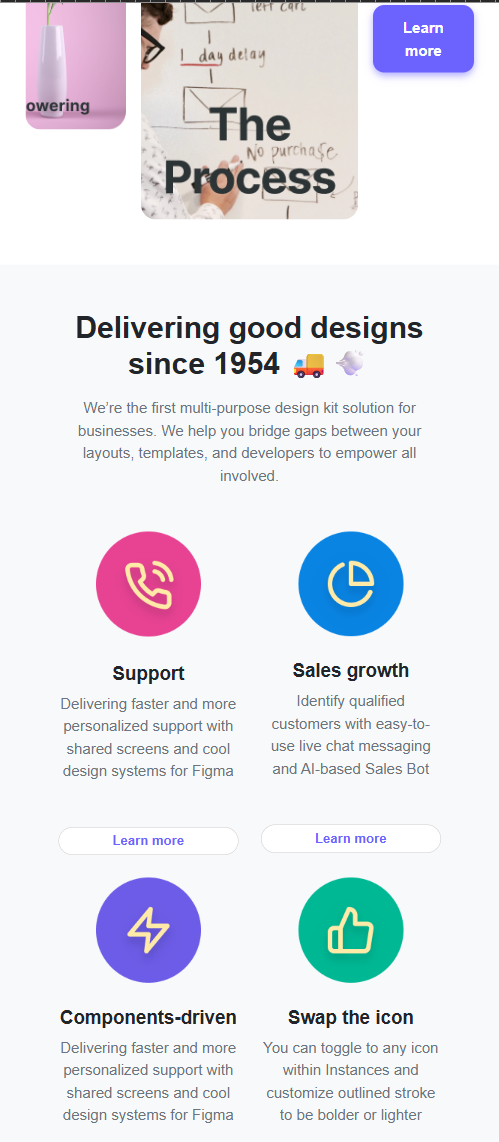 left cart
1 day delay
owering
The
No purchase
Process
Learn
more
Delivering good designs
since 1954
We’re the first multi-purpose design kit solution for
businesses. We help you bridge gaps between your
layouts, templates, and developers to empower all
involved.
Support
Delivering faster and more
personalized support with
shared screens and cool
design systems for Figma
Learn more
Sales growth
Identify qualified
customers with easy-to-
use live chat messaging
and AI-based Sales Bot
Learn more
Components-driven
Delivering faster and more
personalized support with
shared screens and cool
design systems for Figma
Swap the icon
You can toggle to any icon
within Instances and
customize outlined stroke
to be bolder or lighter